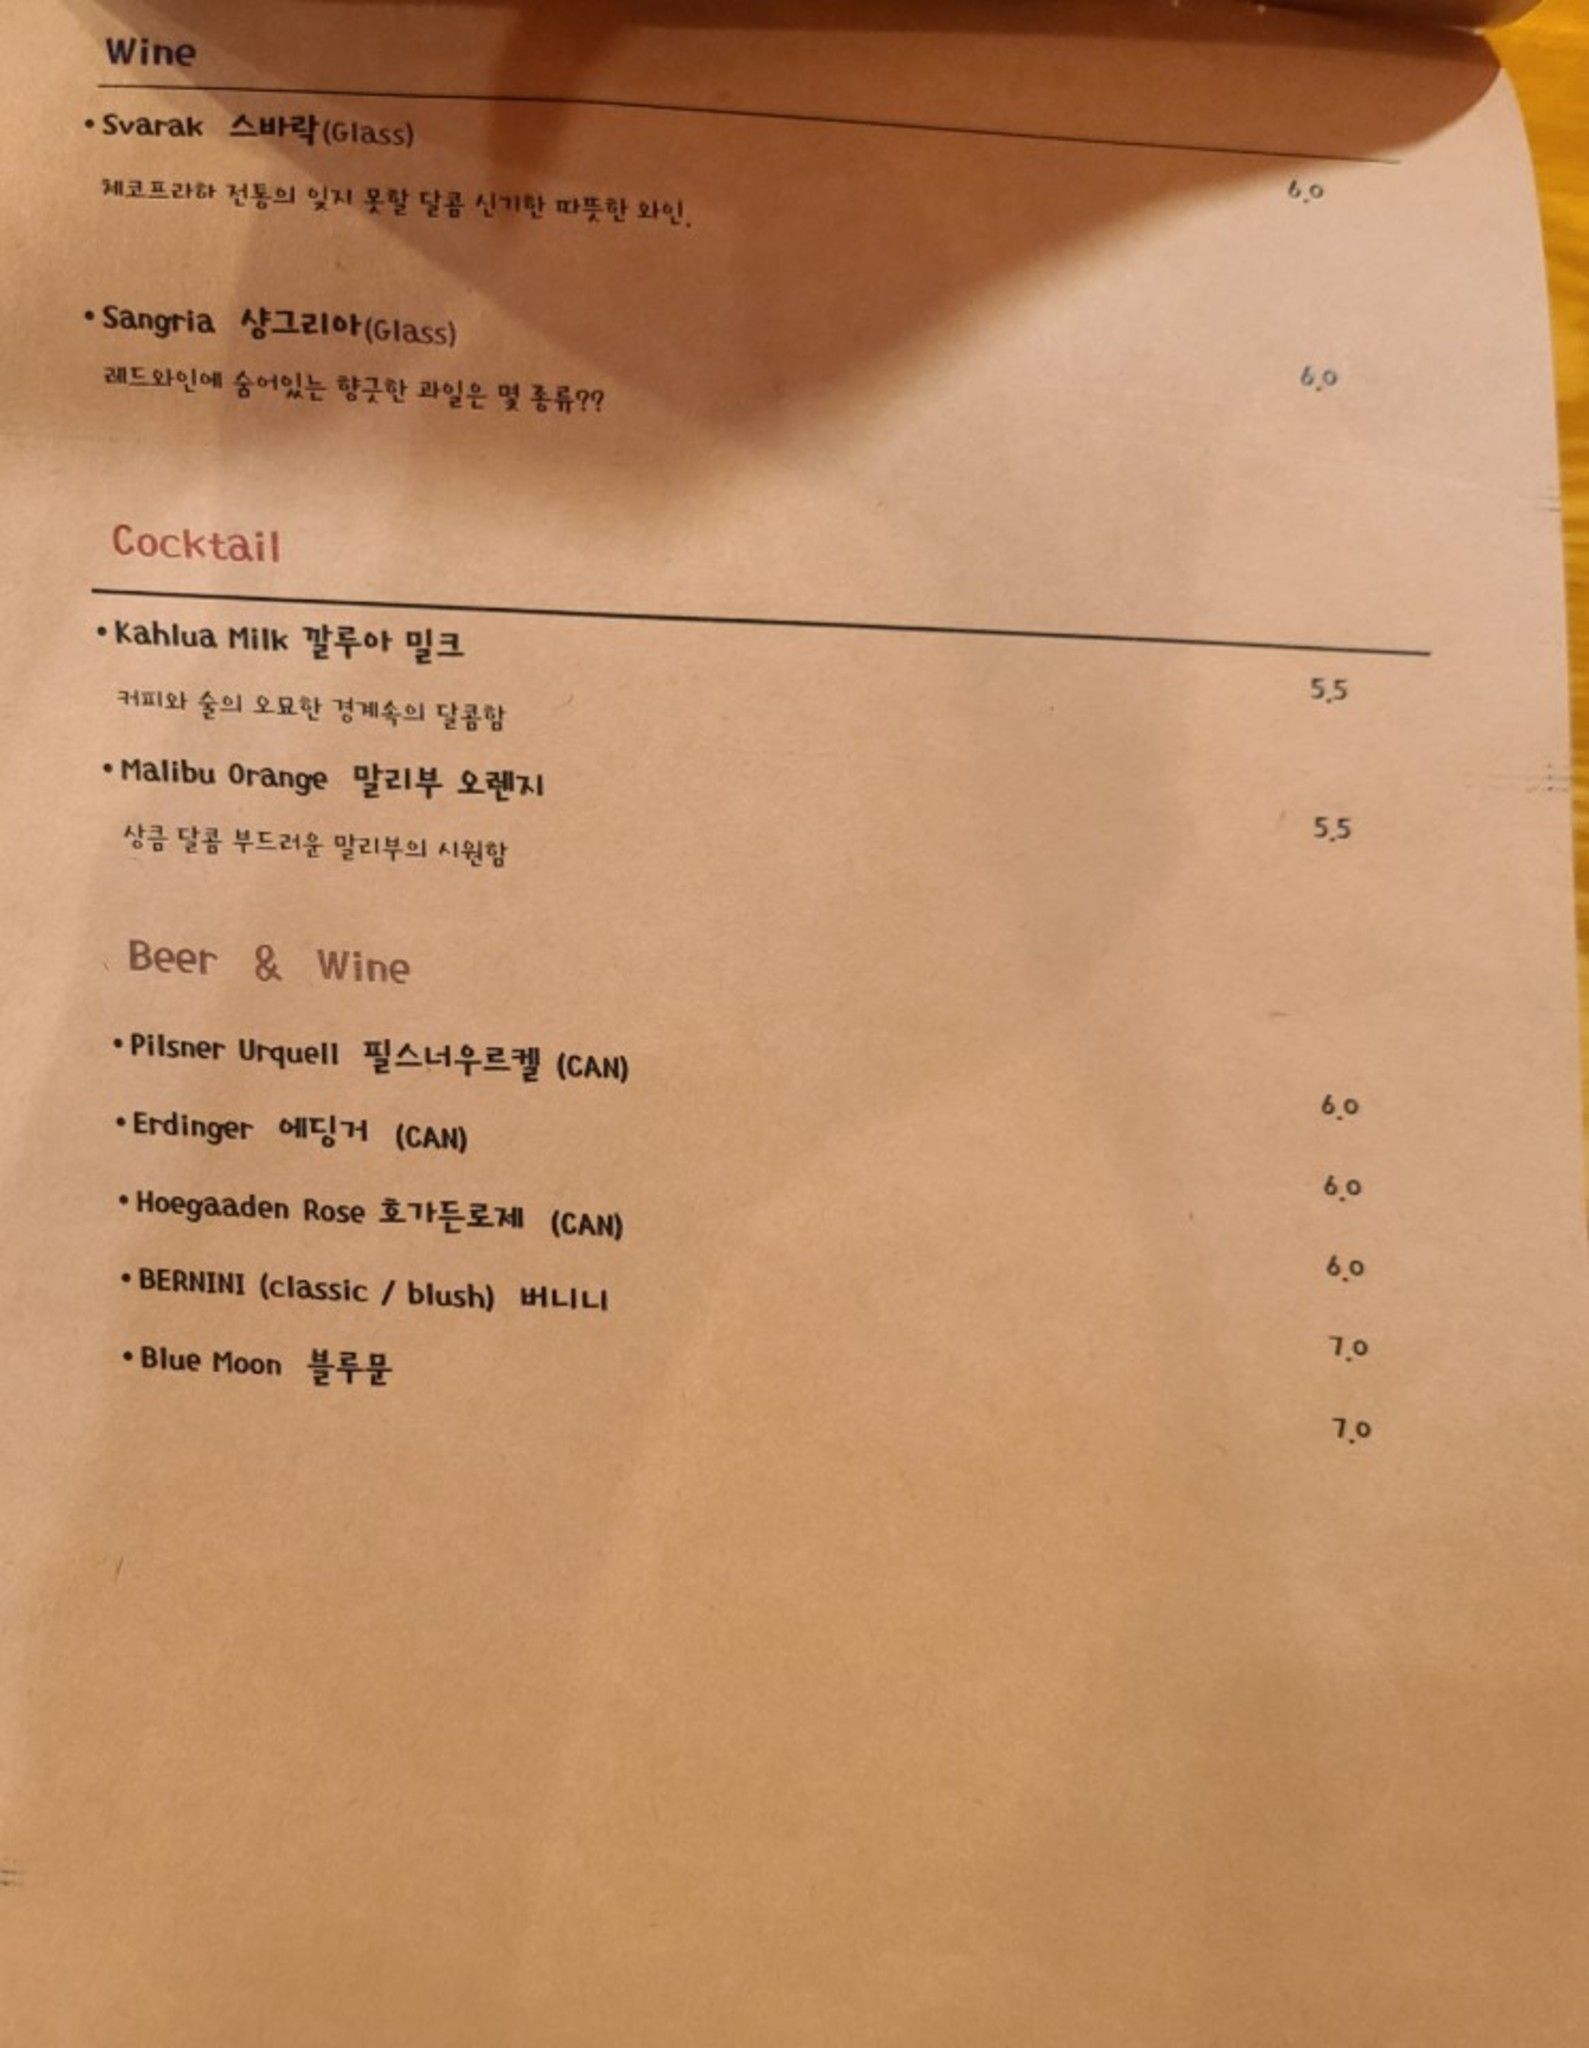 Wine
• Svarak 스바락(Glass)
6.0
체코프라하 전통의 잊지 못할 달콤 신기한 따뜻한 와인.
• Sangria 샹그리아(Glass)
6.0
레드와인에 숨어있는 향긋한 과일은 몇 종류??
Cocktail
• Kahlua Milk 깔루아 밀크
5.5
커피와 술의 오묘한 경계속의 달콤함
• Malibu Orange 말리부 오렌지
5.5
상큼 달콤 부드러운 말리부의 시원함
Beer & Wine
• Pilsner Urquell 필스너우르켈 (CAN)
6.0
• Erdinger 에딩거 (CAN)
6.0
• Hoegaaden Rose 호가든로제 (CAN)
6.0
• BERNINI (classic / blush) 버니니
7.0
• Blue Moon 블루문
7.0